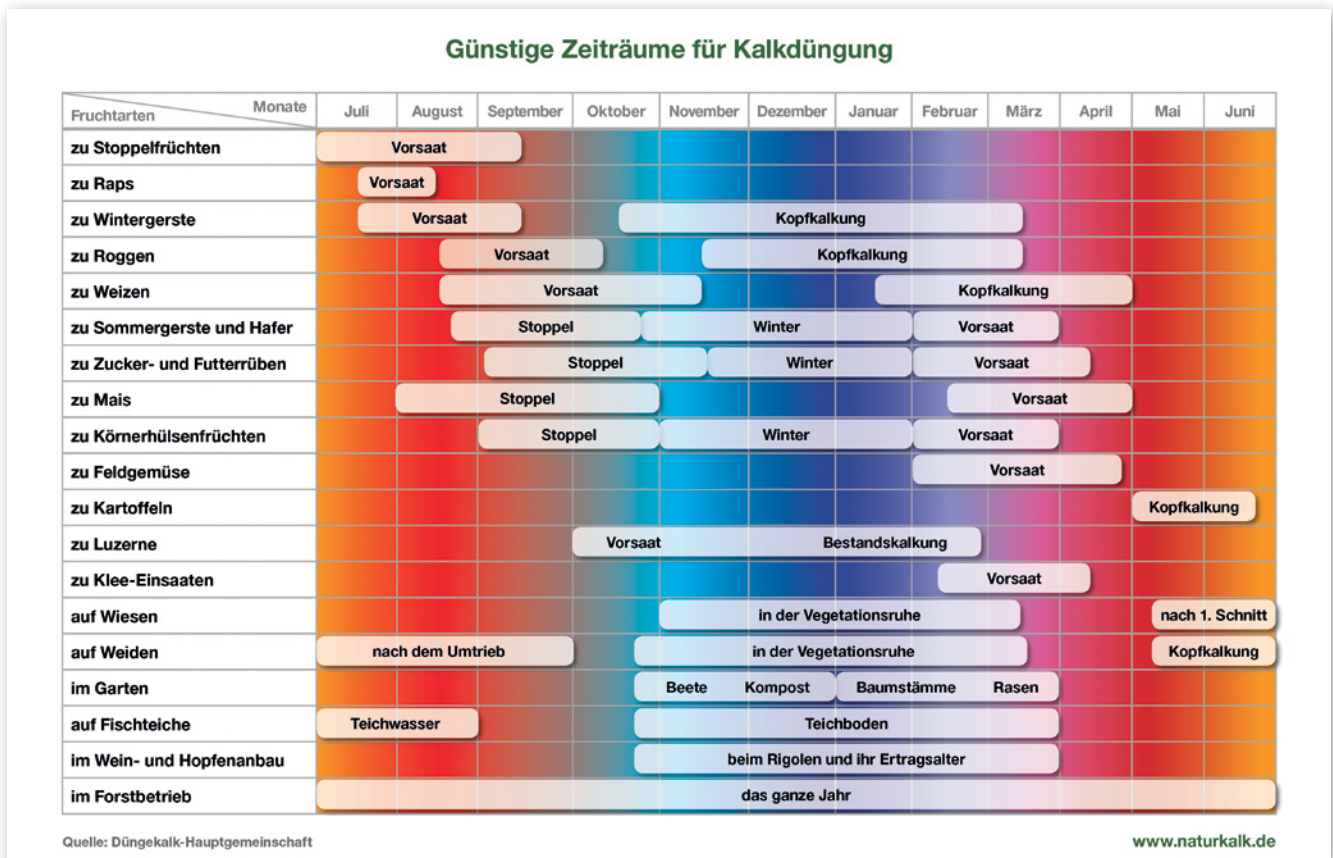 Günstige Zeiträume für Kalkdüngung
Monate
Fruchtarten
Juli August September Oktober November Dezember Januar Februar März April Mai Juni
zu Stoppelfrüchten Vorsaat
zu Raps Vorsaat
zu Wintergerste Vorsaat Kopfkalkung
zu Roggen Vorsaat Kopfkalkung
zu Weizen Vorsaat Kopfkalkung
zu Sommergerste und Hafer Stoppel Winter Vorsaat
zu Zucker- und Futterrüben Stoppel Winter Vorsaat
zu Mais Stoppel Vorsaat
zu Körnerhülsenfrüchten Stoppel Winter Vorsaat
zu Feldgemüse Vorsaat
zu Kartoffeln Kopfkalkung
zu Luzerne Vorsaat Bestandskalkung
zu Klee-Einsaaten Vorsaat
auf Wiesen in der Vegetationsruhe nach 1. Schnitt
auf Weiden nach dem Umtrieb in der Vegetationsruhe Kopfkalkung
im Garten Beete Kompost Baumstämme Rasen
auf Fischteiche Teichwasser Teichboden
im Wein- und Hopfenanbau beim Rigolen und ihr Ertragsalter
im Forstbetrieb das ganze Jahr
Quelle: Düngekalk-Hauptgemeinschaft www.naturkalk.de